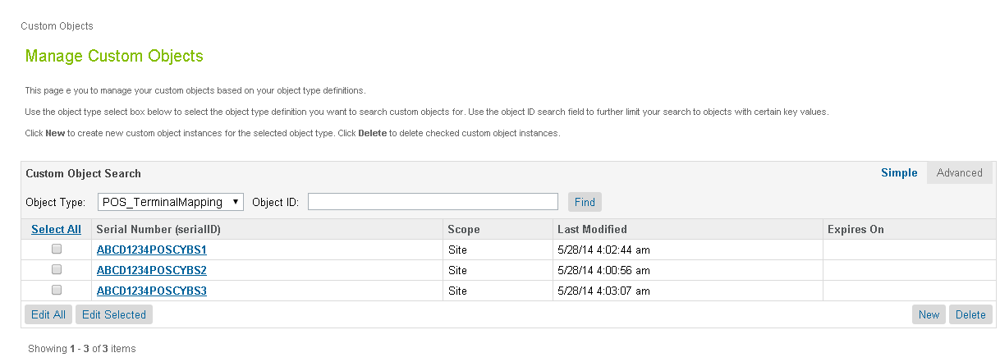 Custom Objects
Manage Custom Objects
This page e you to manage your custom objects based on your object type definitions.
Use the object type select box below to select the object type definition you want to search custom objects for. Use the object ID search field to further limit your search to objects with certain key values.
Click New to create new custom object instances for the selected object type. Click Delete to delete checked custom object instances.
Custom Object Search Simple Advanced
Object Type: POS_TerminalMapping Object ID: Find
Select All Serial Number (serialID) Scope Last Modified Expires On
ABCD1234POSCYBS1 Site 5/28/14 4:02:44 am
ABCD1234POSCYBS2 Site 5/28/14 4:00:56 am
ABCD1234POSCYBS3 Site 5/28/14 4:03:07 am
Edit All Edit Selected New Delete
Showing 1 - 3 of 3 items